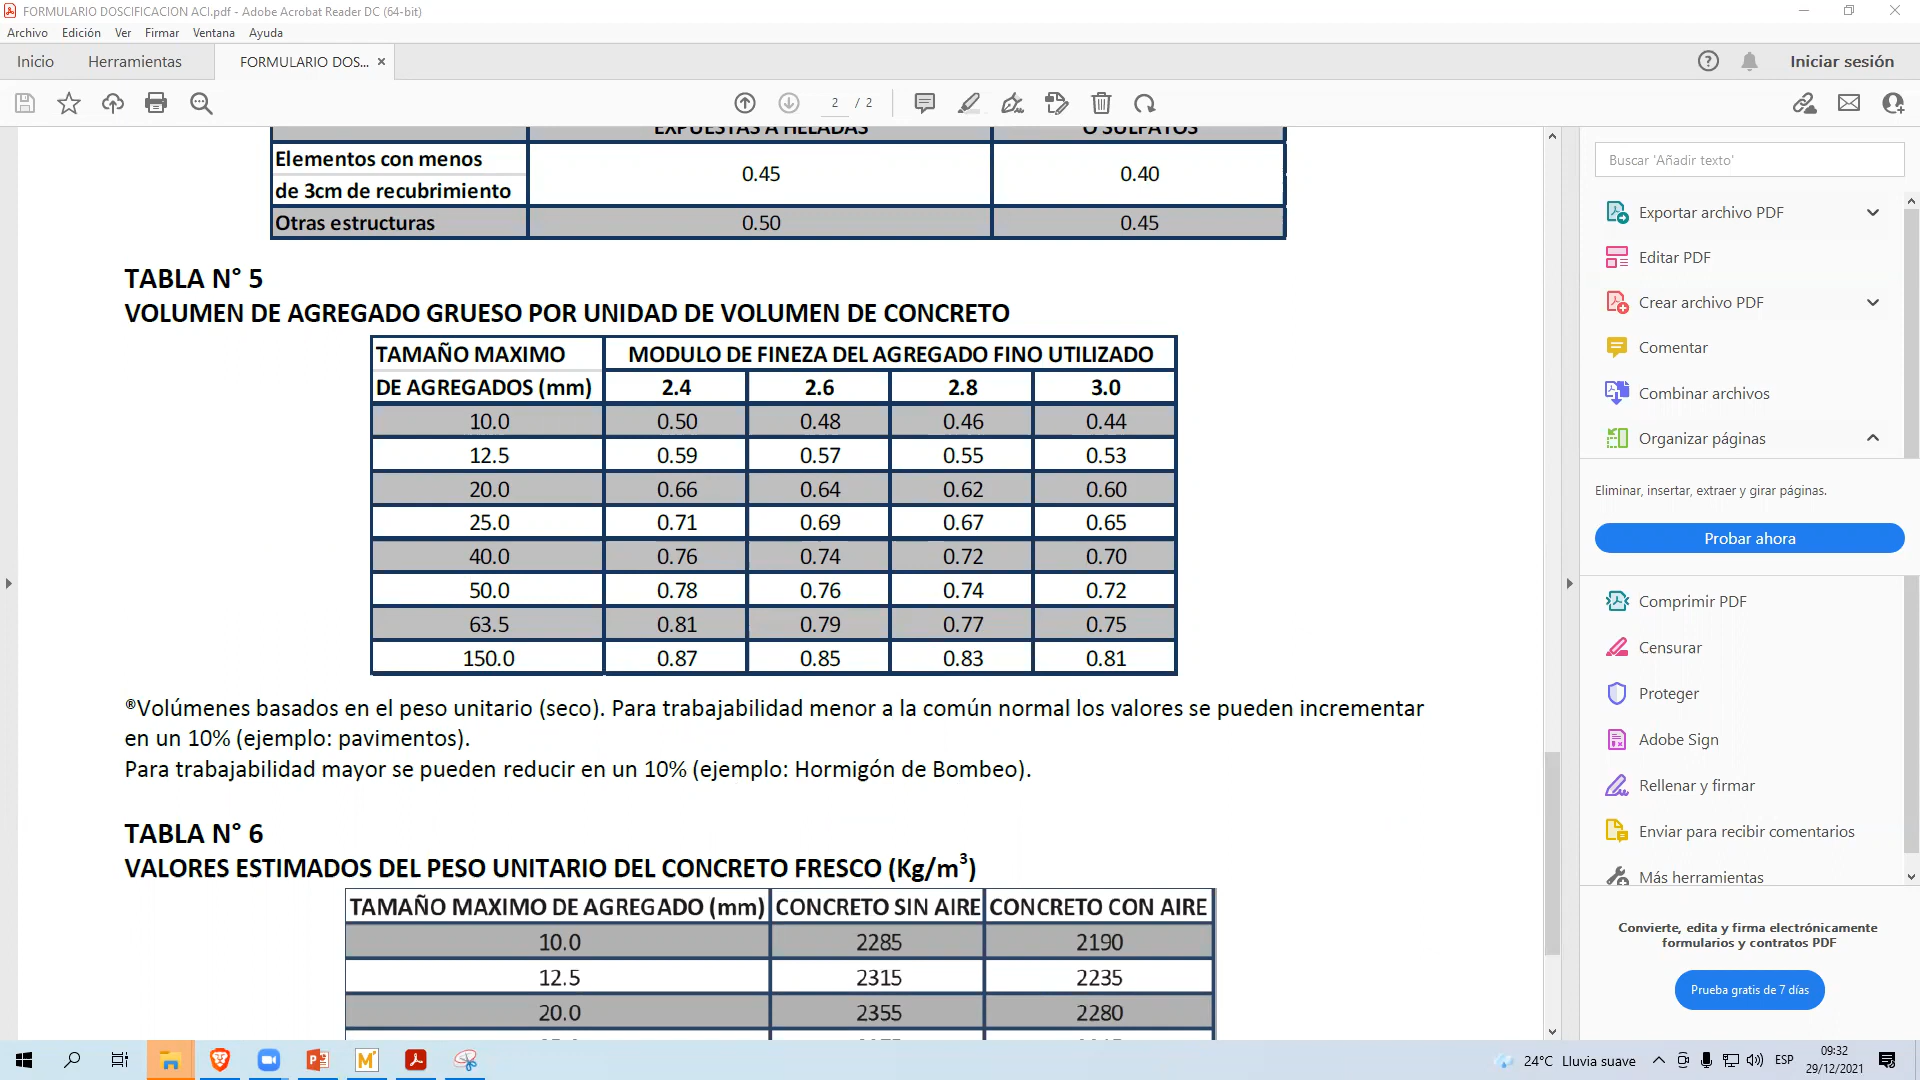 FORMULARIO DOSCIFICACION ACI.pdf - Adobe Acrobat Reader DC (64-bit)
Archivo Edición Ver Firmar Ventana Ayuda
Inicio Herramientas FORMULARIO DOS... × Iniciar sesión
2 / 2
EXPUESTAS A HELADAS O SULFATOS
Elementos con menos
de 3cm de recubrimiento 0.45 0.40
Otras estructuras 0.50 0.45
TABLA N° 5
VOLUMEN DE AGREGADO GRUESO POR UNIDAD DE VOLUMEN DE CONCRETO
TAMAÑO MAXIMO MODULO DE FINEZA DEL AGREGADO FINO UTILIZADO
DE AGREGADOS (mm) 2.4 2.6 2.8 3.0
10.0 0.50 0.48 0.46 0.44
12.5 0.59 0.57 0.55 0.53
20.0 0.66 0.64 0.62 0.60
25.0 0.71 0.69 0.67 0.65
40.0 0.76 0.74 0.72 0.70
50.0 0.78 0.76 0.74 0.72
63.5 0.81 0.79 0.77 0.75
150.0 0.87 0.85 0.83 0.81
®Volúmenes basados en el peso unitario (seco). Para trabajabilidad menor a la común normal los valores se pueden incrementar
en un 10% (ejemplo: pavimentos).
Para trabajabilidad mayor se pueden reducir en un 10% (ejemplo: Hormigón de Bombeo).
TABLA N° 6
VALORES ESTIMADOS DEL PESO UNITARIO DEL CONCRETO FRESCO (Kg/m³)
TAMAÑO MAXIMO DE AGREGADO (mm) CONCRETO SIN AIRE CONCRETO CON AIRE
10.0 2285 2190
12.5 2315 2235
20.0 2355 2280
Buscar 'Añadir texto'
Exportar archivo PDF
Editar PDF
Crear archivo PDF
Comentar
Combinar archivos
Organizar páginas
Eliminar, insertar, extraer y girar páginas.
Probar ahora
Comprimir PDF
Censurar
Proteger
Adobe Sign
Rellenar y firmar
Enviar para recibir comentarios
Más herramientas
Convierte, edita y firma electrónicamente
formularios y contratos PDF
Prueba gratis de 7 días
24°C Lluvia suave ESP 09:32
29/12/2021